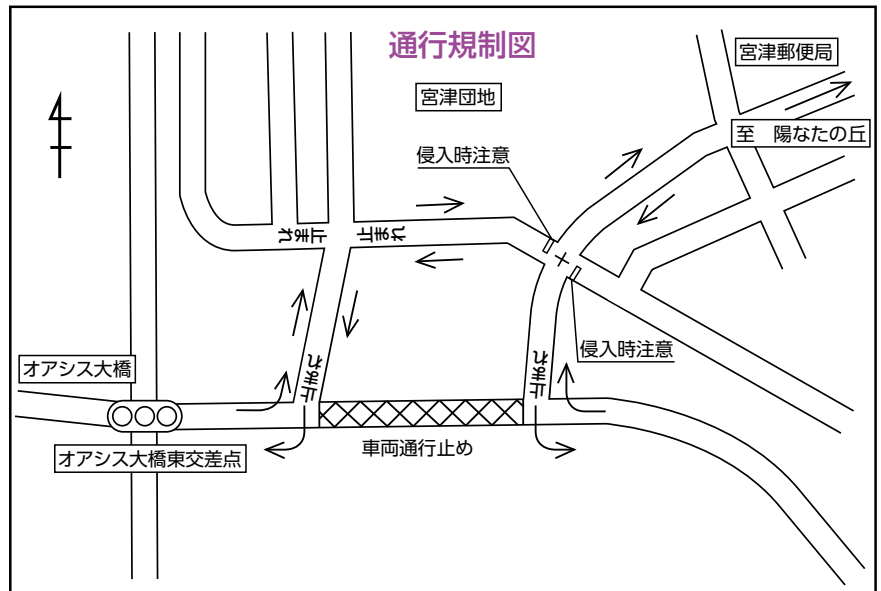 通行規制図
宮津郵便局
宮津団地
至 陽なたの丘
侵入時注意
止まれ
止まれ
侵入時注意
オアシス大橋
止まれ
止まれ
車両通行止め
オアシス大橋東交差点